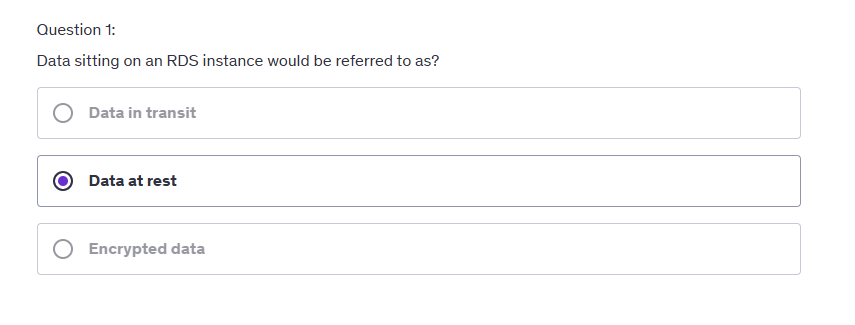 Question 1:
Data sitting on an RDS instance would be referred to as?
Data in transit
Data at rest
Encrypted data